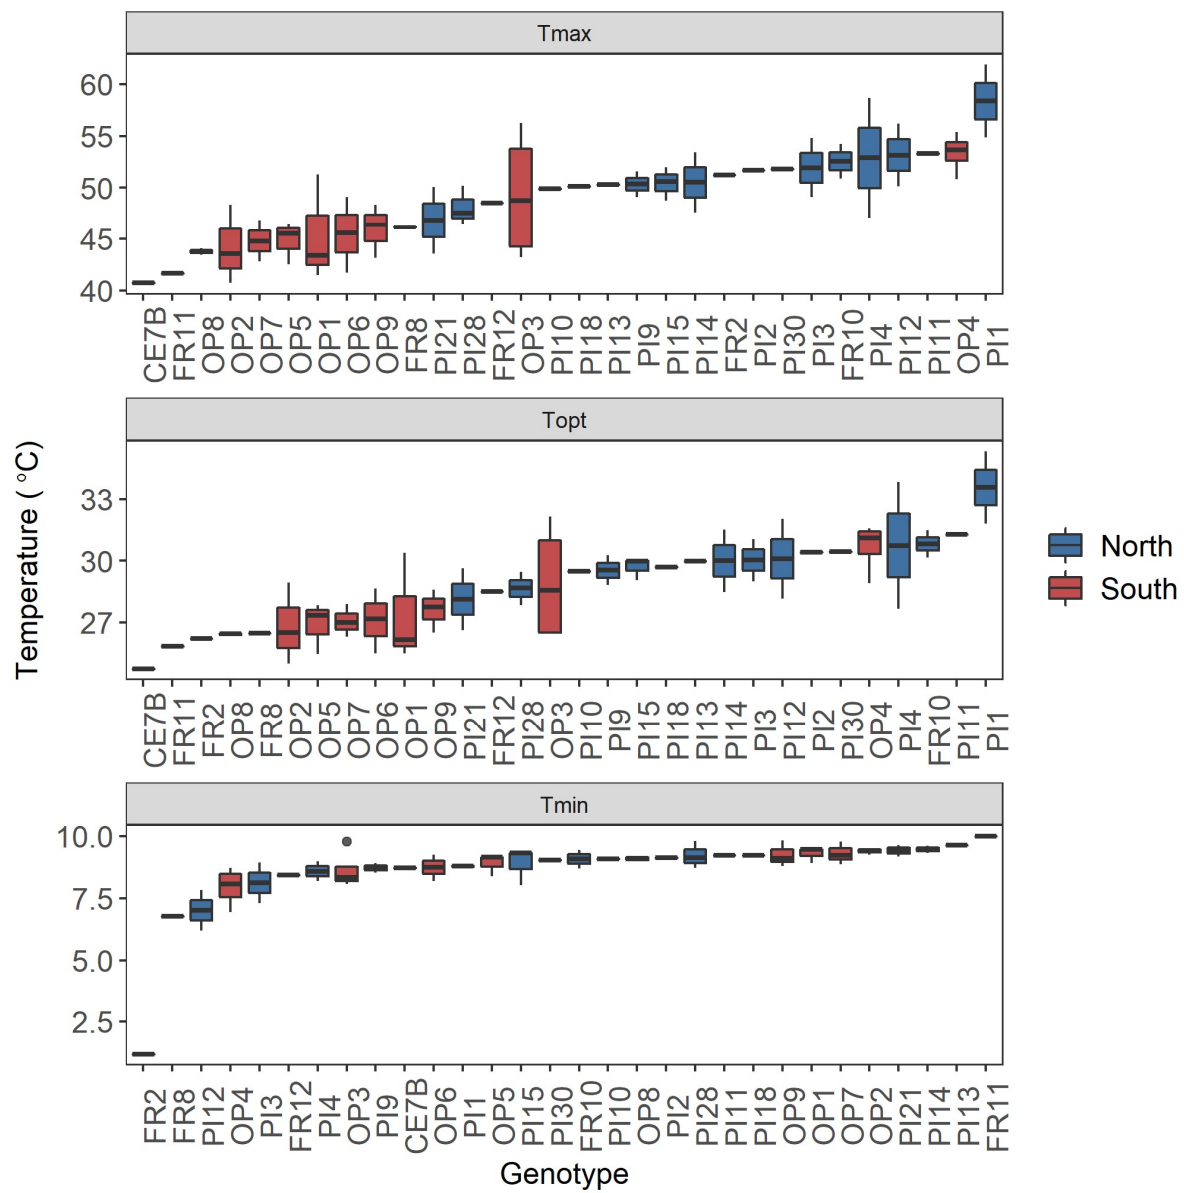 Tmax
60
55
50
45
40
CE7B FR11 OP8 OP2 OP7 OP5 OP1 OP6 OP9 FR8 PI21 PI28 FR12 OP3 PI10 PI18 PI13 PI9 PI15 PI14 FR2 PI2 PI30 PI3 FR10 PI4 PI12 PI11 OP4 PI1
Topt
33
30
27
CE7B FR11 FR2 OP8 FR8 OP2 OP5 OP7 OP6 OP1 OP9 PI21 FR12 PI28 OP3 PI10 PI9 PI15 PI18 PI13 PI14 PI3 PI12 PI2 PI30 OP4 PI4 FR10 PI11 PI1
Tmin
10.0
7.5
5.0
2.5
FR2 FR8 PI12 OP4 PI3 FR12 PI4 OP3 PI9 CE7B OP6 PI1 OP5 PI15 PI30 FR10 PI10 OP8 PI2 PI28 PI11 PI18 OP9 OP1 OP7 OP2 PI21 PI14 PI13 FR11
Temperature ( °C)
Genotype
North
South